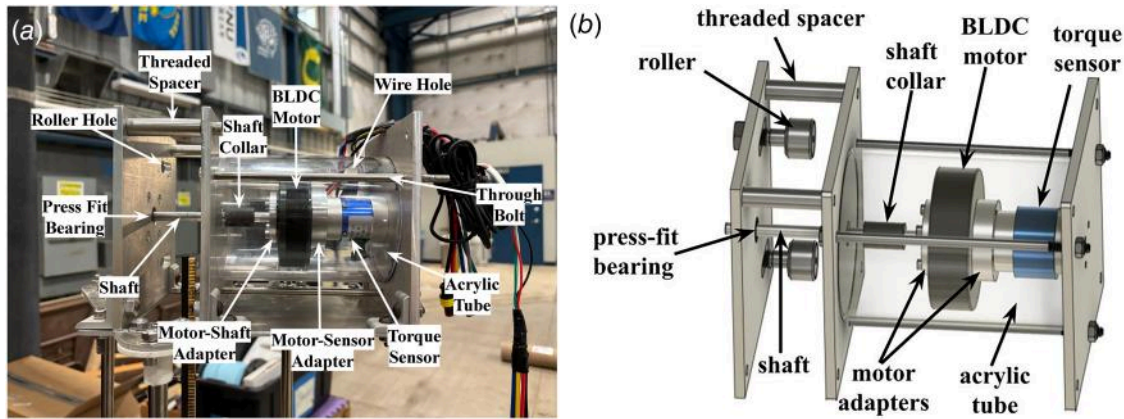 (a)
NU
Threaded
Spacer
BLDC
Motor
Wire Hole
Roller Hole
Shaft
Collar
Press Fit
Bearing
Through
Bolt
Shaft
Acrylic
Tube
Motor-Shaft
Adapter
Motor-Sensor
Adapter
Torque
Sensor
(b)
threaded spacer
BLDC
motor
torque
sensor
roller
shaft
collar
press-fit
bearing
shaft
motor
adapters
acrylic
tube